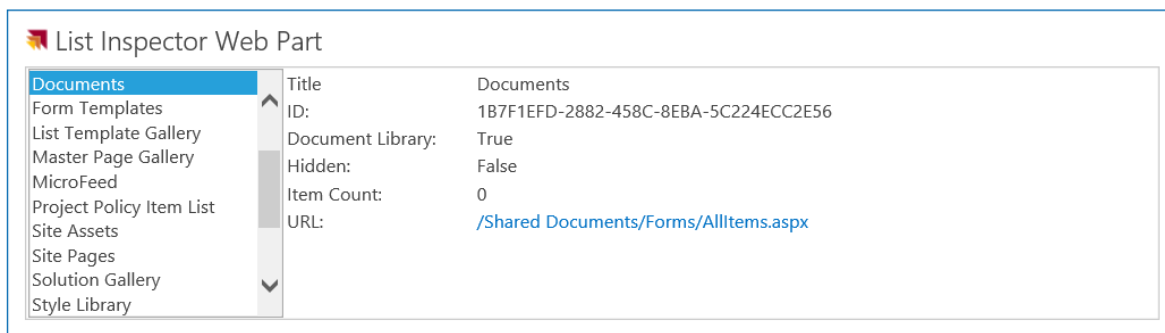 List Inspector Web Part
Documents
Form Templates
List Template Gallery
Master Page Gallery
MicroFeed
Project Policy Item List
Site Assets
Site Pages
Solution Gallery
Style Library
Title Documents
ID: 1B7F1EFD-2882-458C-8EBA-5C224ECC2E56
Document Library: True
Hidden: False
Item Count: 0
URL: /Shared Documents/Forms/AllItems.aspx